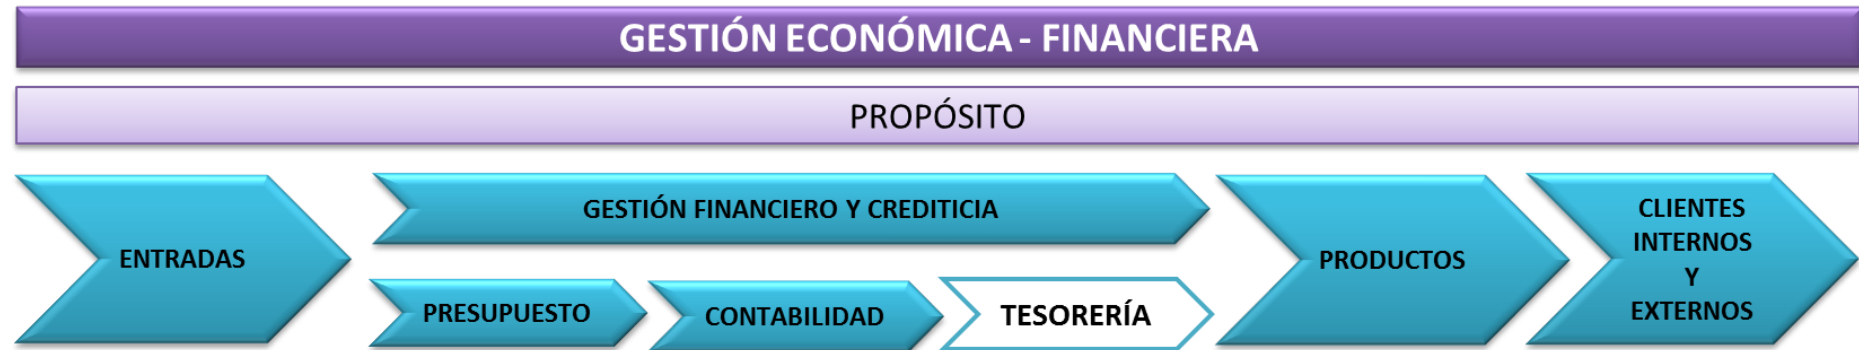 GESTIÓN ECONÓMICA - FINANCIERA
PROPÓSITO
ENTRADAS
GESTIÓN FINANCIERO Y CREDITICIA
PRESUPUESTO
CONTABILIDAD
TESORERÍA
PRODUCTOS
CLIENTES
INTERNOS
Y
EXTERNOS